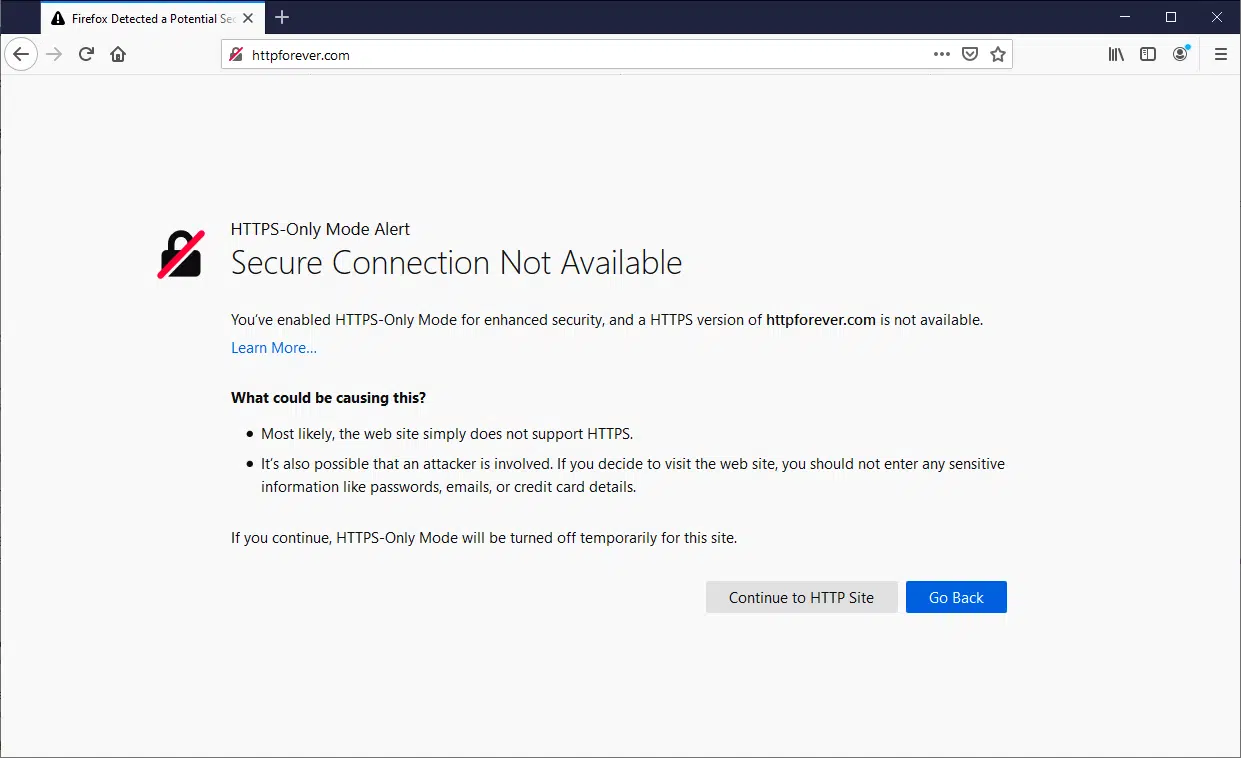 Firefox Detected a Potential Sec
httpforever.com
HTTPS-Only Mode Alert
Secure Connection Not Available
You’ve enabled HTTPS-Only Mode for enhanced security, and a HTTPS version of httpforever.com is not available.
Learn More…
What could be causing this?
• Most likely, the web site simply does not support HTTPS.
• It’s also possible that an attacker is involved. If you decide to visit the web site, you should not enter any sensitive
information like passwords, emails, or credit card details.
If you continue, HTTPS-Only Mode will be turned off temporarily for this site.
Continue to HTTP Site Go Back